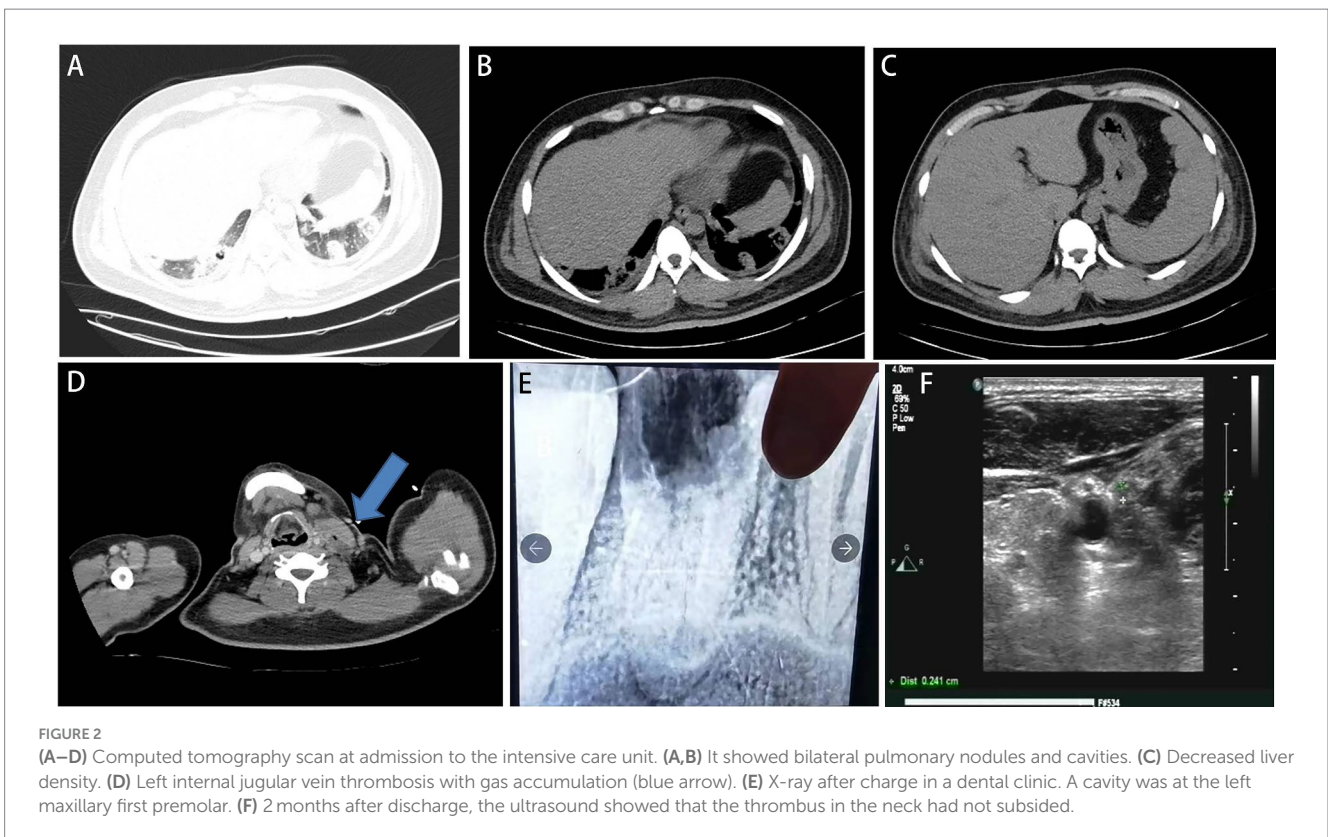 A
B
C
D
E
F
4.0cm
2D
69%
C 50
P Low
Pen
P
G
P R
x
Dist 0.241 cm
F#534
FIGURE 2
(A–D) Computed tomography scan at admission to the intensive care unit. (A,B) It showed bilateral pulmonary nodules and cavities. (C) Decreased liver
density. (D) Left internal jugular vein thrombosis with gas accumulation (blue arrow). (E) X-ray after charge in a dental clinic. A cavity was at the left
maxillary first premolar. (F) 2 months after discharge, the ultrasound showed that the thrombus in the neck had not subsided.